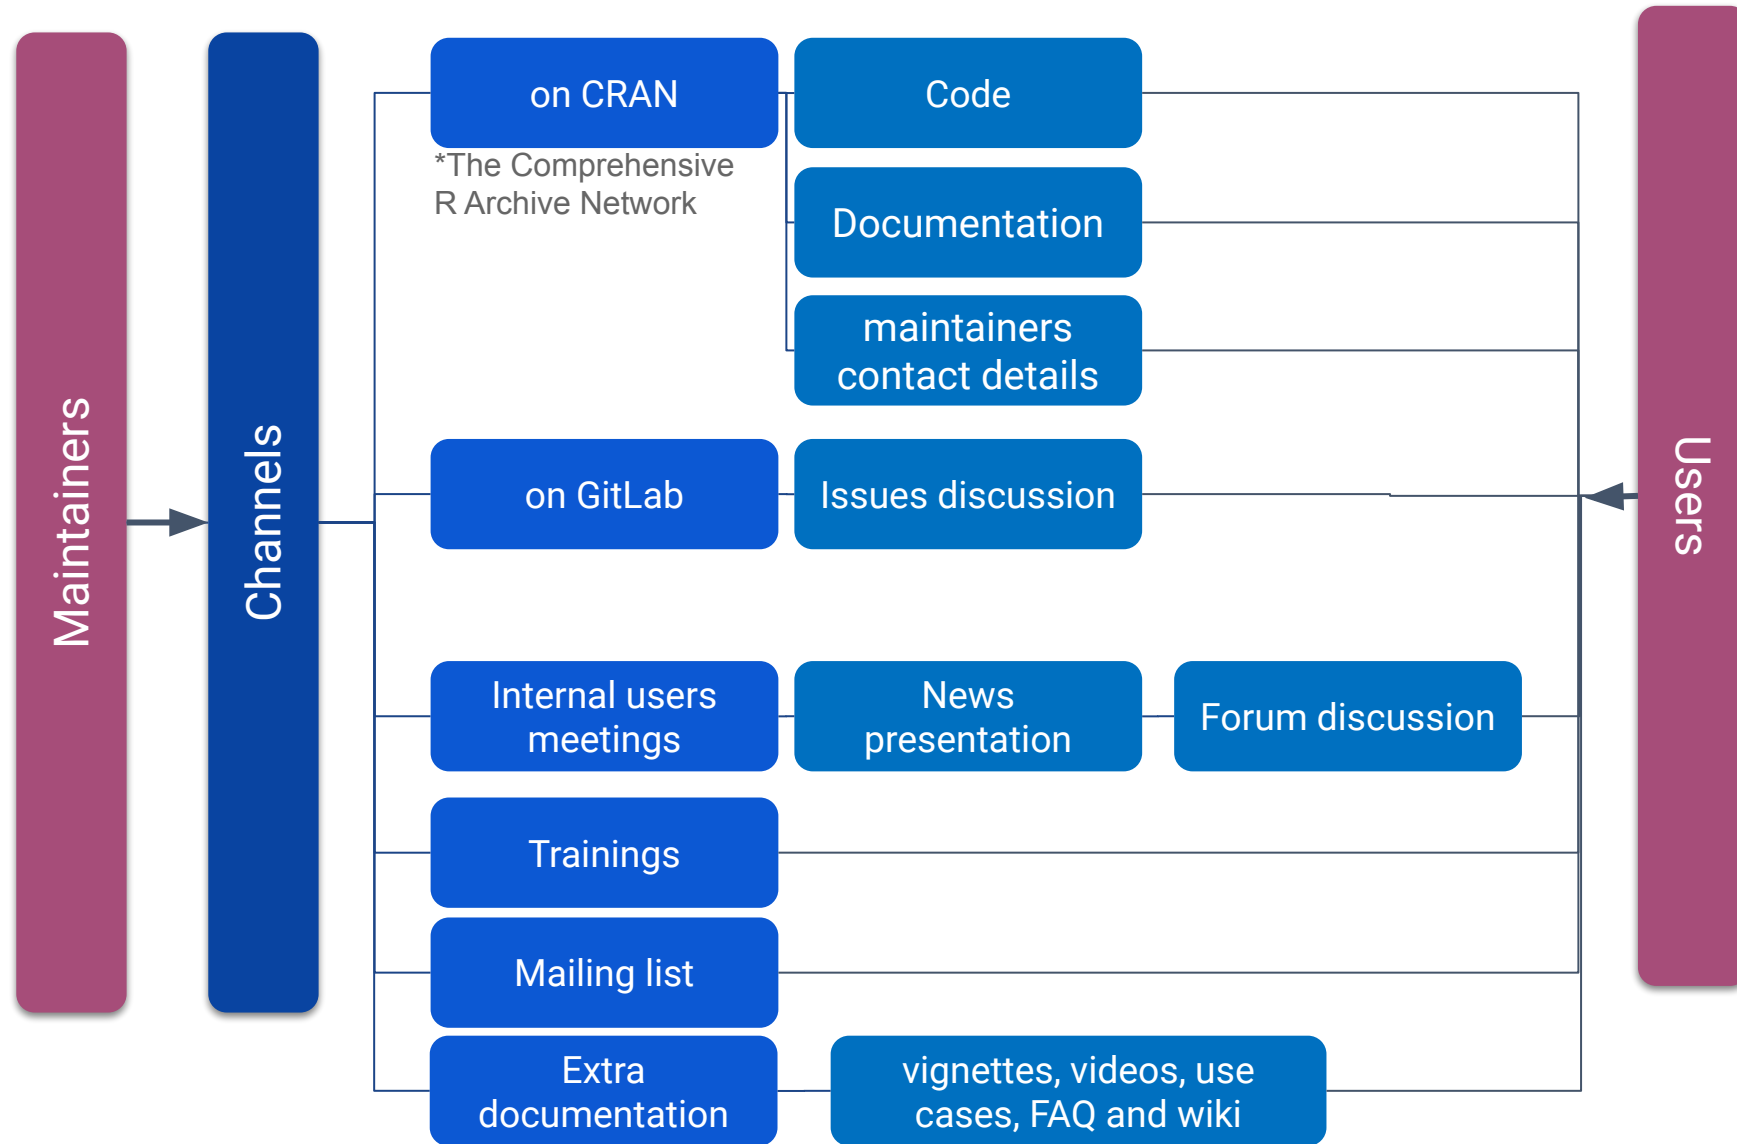 Maintainers
Channels
on CRAN
*The Comprehensive
R Archive Network
Code
Documentation
maintainers
contact details
on GitLab
Issues discussion
Internal users
meetings
News
presentation
Forum discussion
Trainings
Mailing list
Extra
documentation
vignettes, videos, use
cases, FAQ and wiki
Users